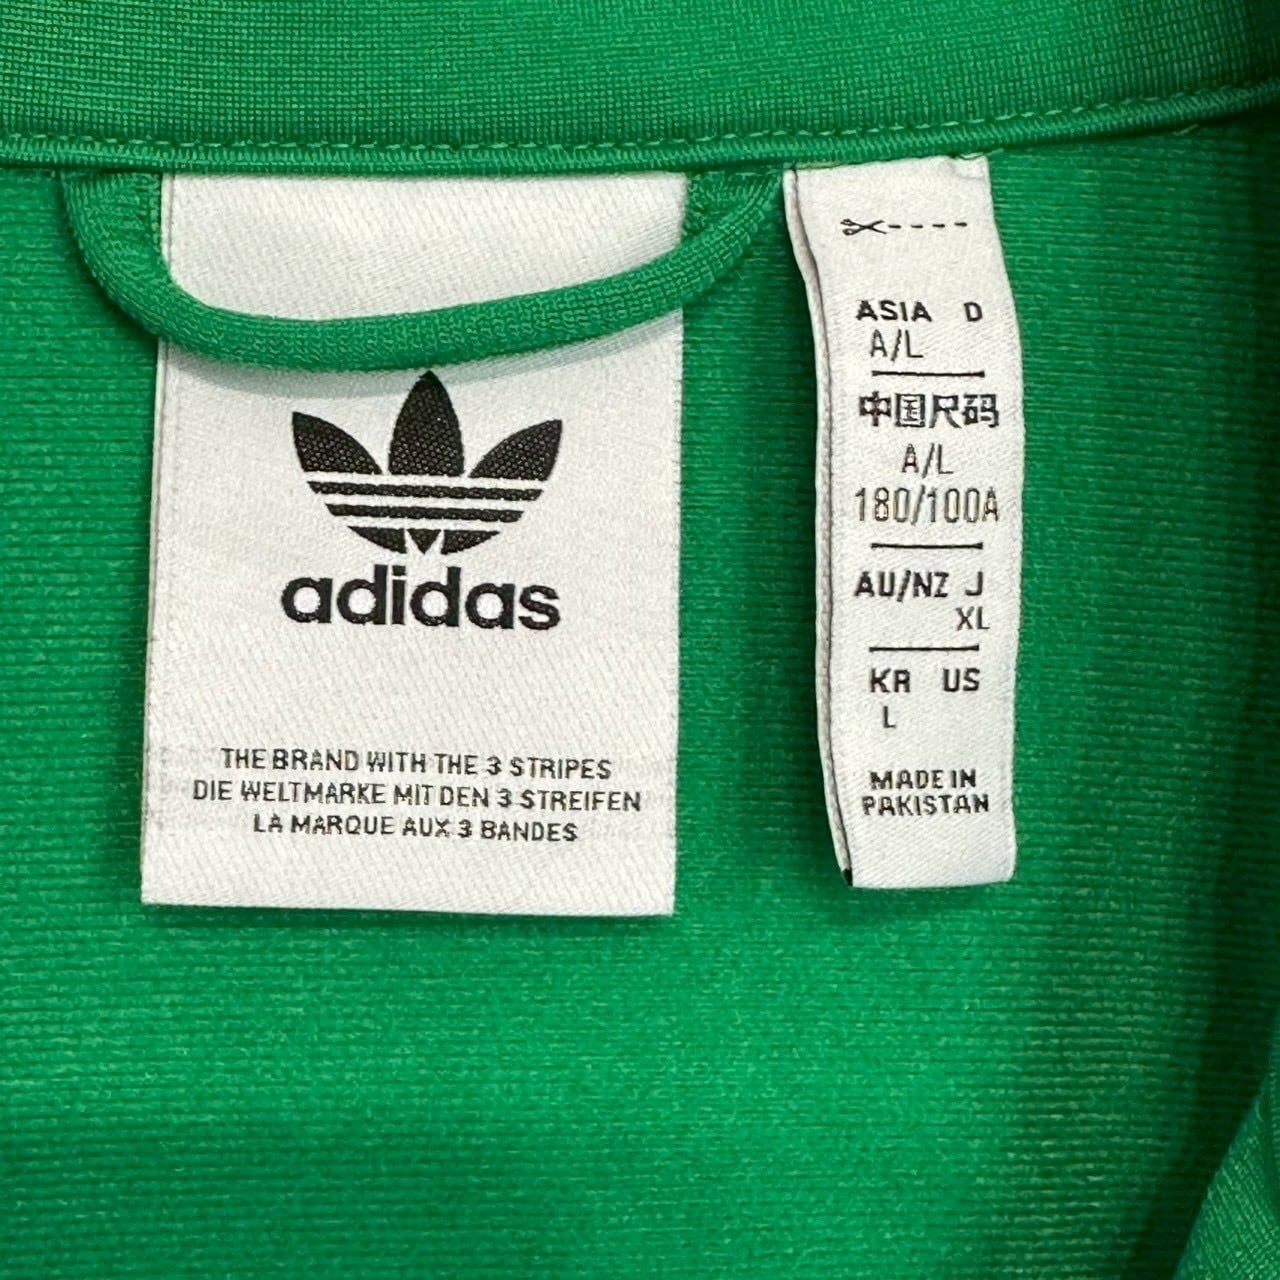 adidas
THE BRAND WITH THE 3 STRIPES
DIE WELTMARKE MIT DEN 3 STREIFEN
LA MARQUE AUX 3 BANDES
ASIA D
A/L
中国尺码
A/L
180/100A
AU/NZ J
XL
KR US
L
MADE IN
PAKISTAN